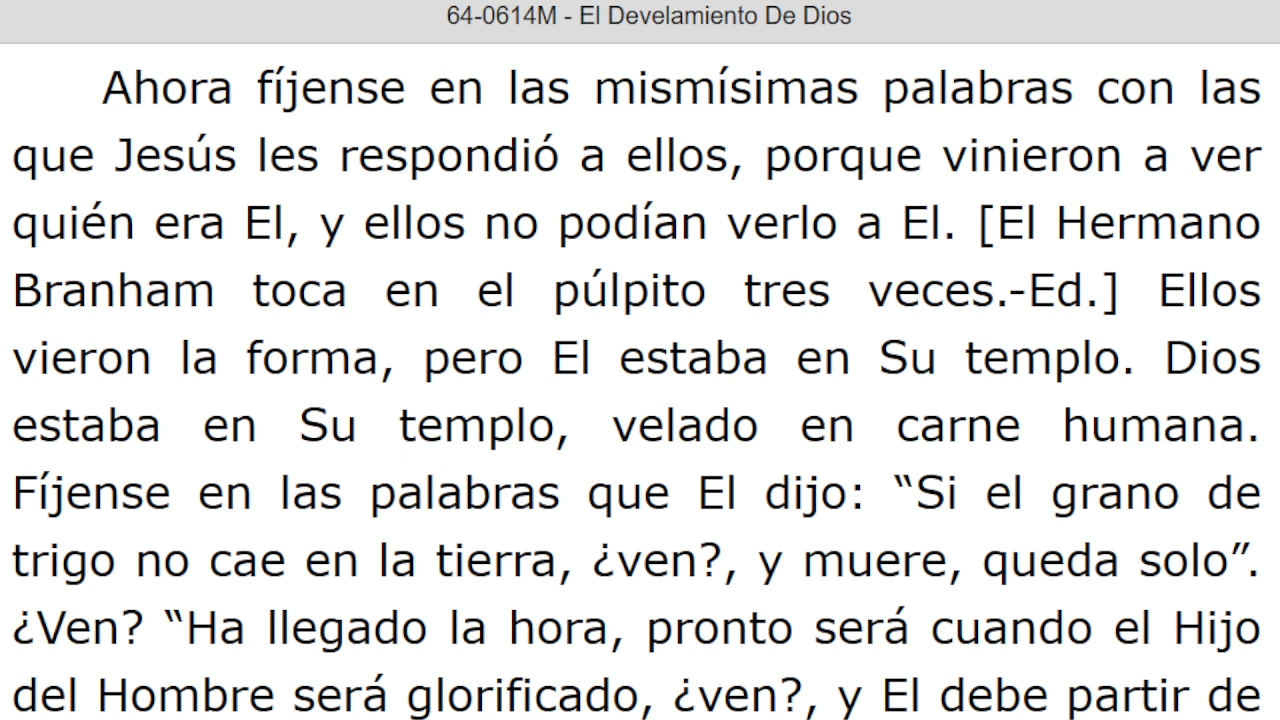 64-0614M - El Develamiento De Dios
Ahora fíjense en las mismísimas palabras con las
que Jesús les respondió a ellos, porque vinieron a ver
quién era El, y ellos no podían verlo a El. [El Hermano
Branham toca en el púlpito tres veces.-Ed.] Ellos
vieron la forma, pero El estaba en Su templo. Dios
estaba en Su templo, velado en carne humana.
Fíjense en las palabras que El dijo: “Si el grano de
trigo no cae en la tierra, ¿ven?, y muere, queda solo”.
¿Ven? “Ha llegado la hora, pronto será cuando el Hijo
del Hombre será glorificado, ¿ven?, y El debe partir de